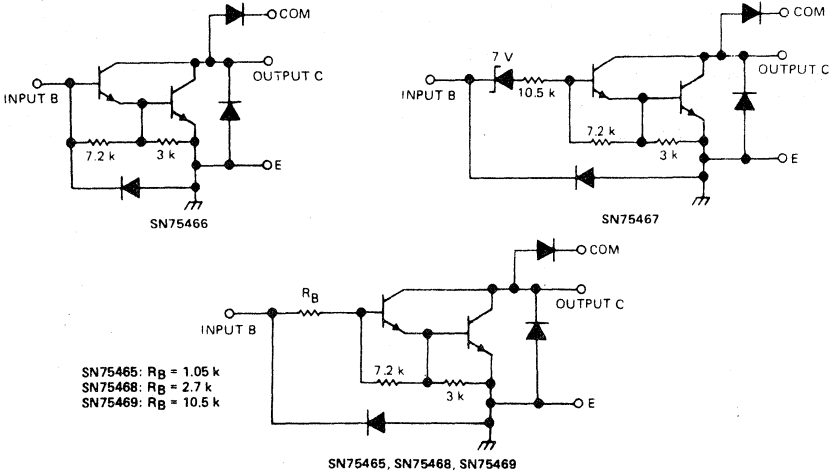 COM
OUTPUT C
INPUT B
7.2 k
3 k
E
SN75466
COM
7 V
OUTPUT C
INPUT B
10.5 k
7.2 k
3 k
E
SN75467
COM
RB
OUTPUT C
INPUT B
7.2 k
3 k
E
SN75465: RB = 1.05 k
SN75468: RB = 2.7 k
SN75469: RB = 10.5 k
SN75465, SN75468, SN75469